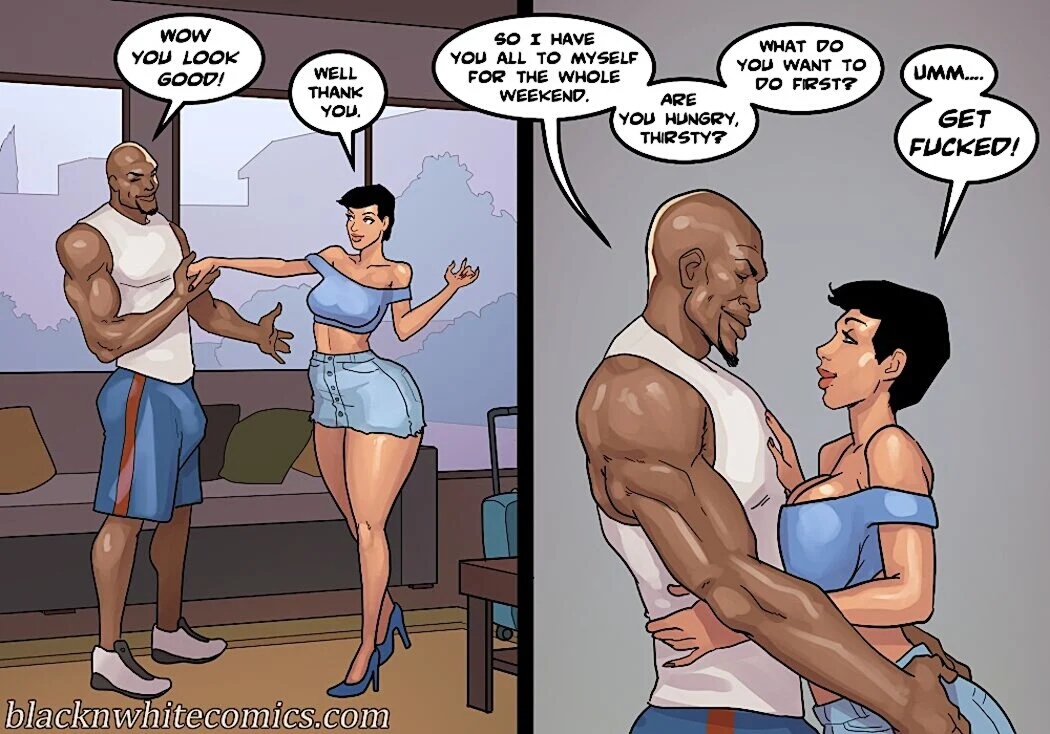 WOW
YOU LOOK
GOOD!
WELL
THANK
YOU.
SO I HAVE
YOU ALL TO MYSELF
FOR THE WHOLE
WEEKEND.
ARE
YOU HUNGRY,
THIRSTY?
WHAT DO
YOU WANT TO
DO FIRST?
UMM....
GET
FUCKED!
blacknwhitecomics.com